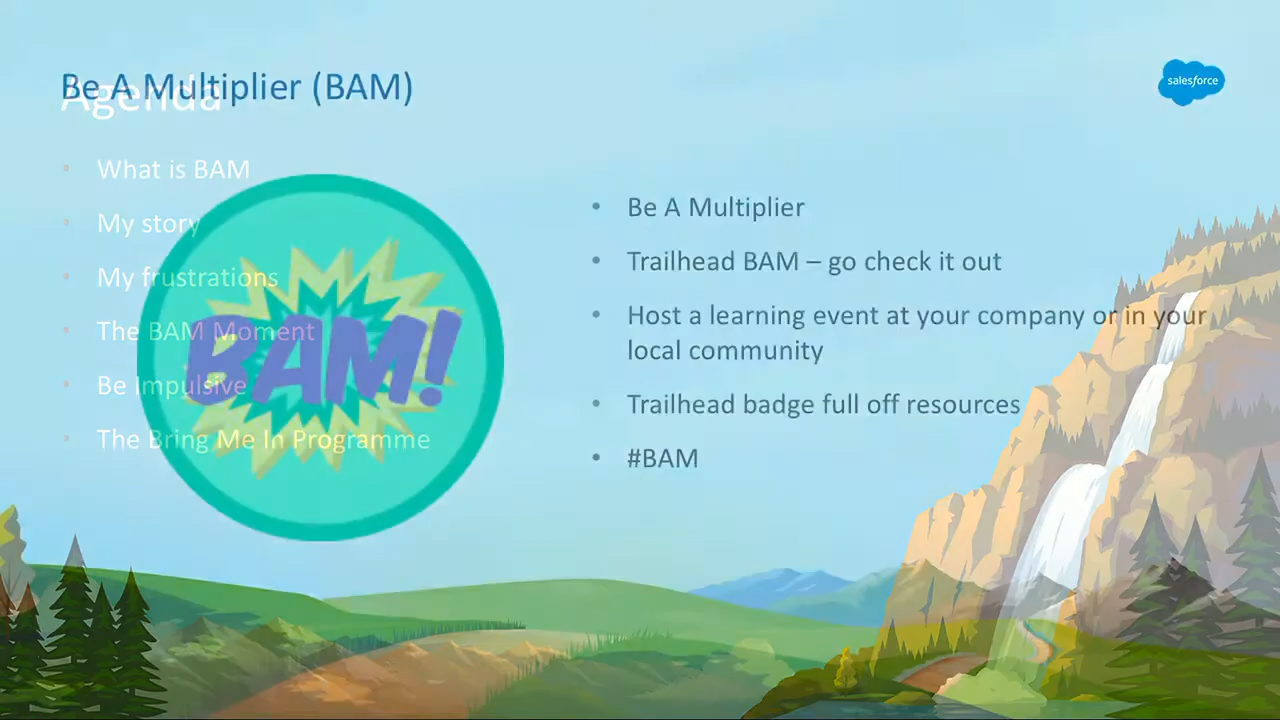 Be A Multiplier (BAM)
Agenda
salesforce
What is BAM
My story
My frustrations
The BAM Moment
Be Impulsive
The Bring Me In Programme
BAM!
Be A Multiplier
Trailhead BAM – go check it out
Host a learning event at your company or in your
local community
Trailhead badge full off resources
#BAM